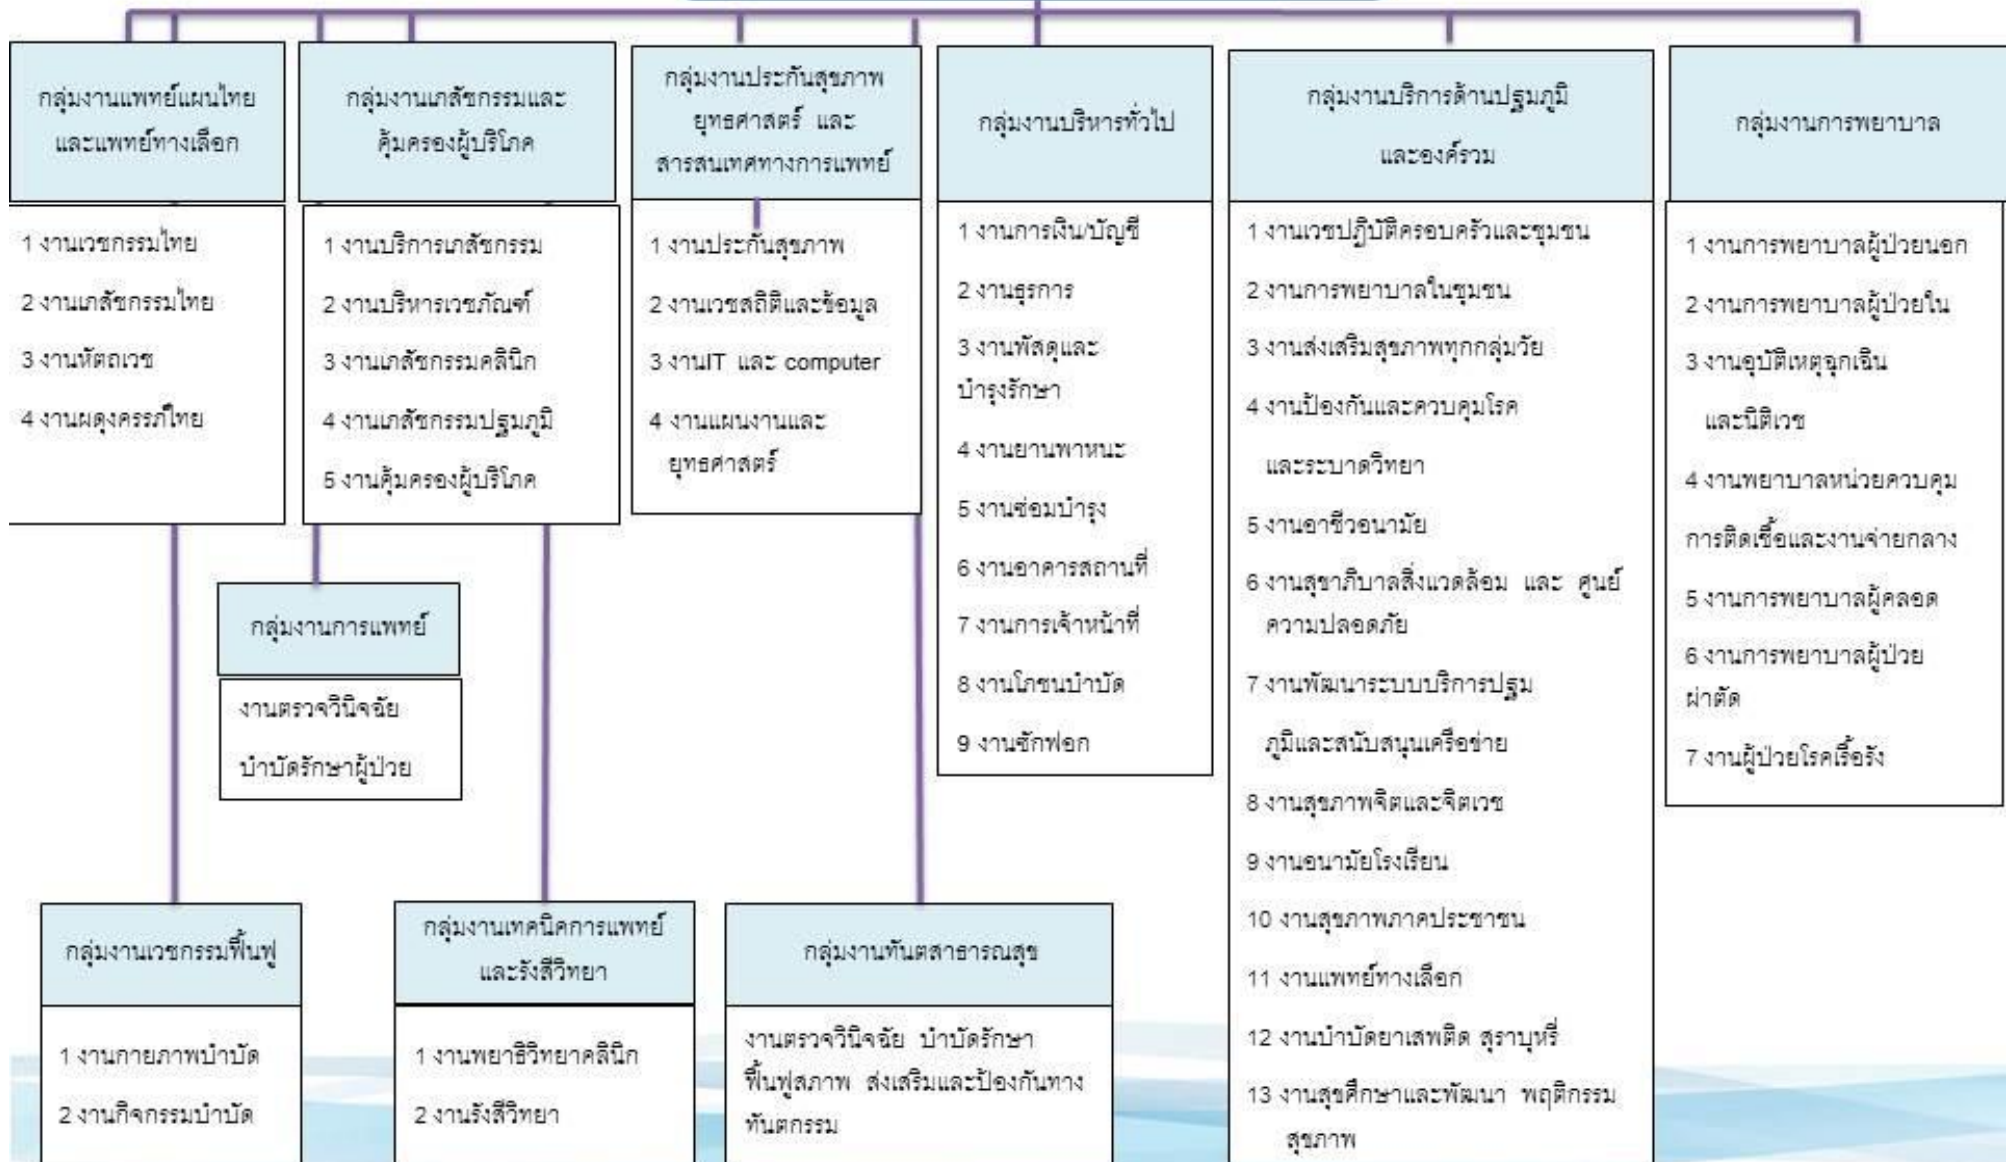 กลุ่มงานแพทย์แผนไทย
และแพทย์ทางเลือก
1 งานเวชกรรมไทย
2 งานเภสัชกรรมไทย
3 งานหัตถเวช
4 งานผดุงครรภ์ไทย
กลุ่มงานเภสัชกรรมและ
คุ้มครองผู้บริโภค
1 งานบริการเภสัชกรรม
2 งานบริหารเวชภัณฑ์
3 งานเภสัชกรรมคลินิก
4 งานเภสัชกรรมปฐมภูมิ
5 งานคุ้มครองผู้บริโภค
กลุ่มงานประกันสุขภาพ
ยุทธศาสตร์ และ
สารสนเทศทางการแพทย์
1 งานประกันสุขภาพ
2 งานเวชสถิติและข้อมูล
3 งานIT และ computer
4 งานแผนงานและ
ยุทธศาสตร์
กลุ่มงานบริหารทั่วไป
1 งานการเงิน/บัญชี
2 งานธุรการ
3 งานพัสดุและ
บำรุงรักษา
4 งานยานพาหนะ
5 งานซ่อมบำรุง
6 งานอาคารสถานที่
7 งานการเจ้าหน้าที่
8 งานโภชนบำบัด
9 งานซักฟอก
กลุ่มงานบริการด้านปฐมภูมิ
และองค์รวม
1 งานเวชปฏิบัติครอบครัวและชุมชน
2 งานการพยาบาลในชุมชน
3 งานส่งเสริมสุขภาพทุกกลุ่มวัย
4 งานป้องกันและควบคุมโรค
และระบาดวิทยา
5 งานอาชีวอนามัย
6 งานสุขาภิบาลสิ่งแวดล้อม และ ศูนย์
ความปลอดภัย
7 งานพัฒนาระบบบริการปฐม
ภูมิและสนับสนุนเครือข่าย
8 งานสุขภาพจิตและจิตเวช
9 งานอนามัยโรงเรียน
10 งานสุขภาพภาคประชาชน
11 งานแพทย์ทางเลือก
12 งานบำบัดยาเสพติด สุราบุหรี่
13 งานสุขศึกษาและพัฒนา พฤติกรรม
สุขภาพ
กลุ่มงานการพยาบาล
1 งานการพยาบาลผู้ป่วยนอก
2 งานการพยาบาลผู้ป่วยใน
3 งานอุบัติเหตุฉุกเฉิน
และนิติเวช
4 งานพยาบาลหน่วยควบคุม
การติดเชื้อและงานจ่ายกลาง
5 งานการพยาบาลผู้คลอด
6 งานการพยาบาลผู้ป่วย
ผ่าตัด
7 งานผู้ป่วยโรคเรื้อรัง
กลุ่มงานการแพทย์
งานตรวจวินิจฉัย
บำบัดรักษาผู้ป่วย
กลุ่มงานเวชกรรมฟื้นฟู
1 งานกายภาพบำบัด
2 งานกิจกรรมบำบัด
กลุ่มงานเทคนิคการแพทย์
และรังสีวิทยา
1 งานพยาธิวิทยาคลินิก
2 งานรังสีวิทยา
กลุ่มงานทันตสาธารณสุข
งานตรวจวินิจฉัย บำบัดรักษา
ฟื้นฟูสภาพ ส่งเสริมและป้องกันทาง
ทันตกรรม